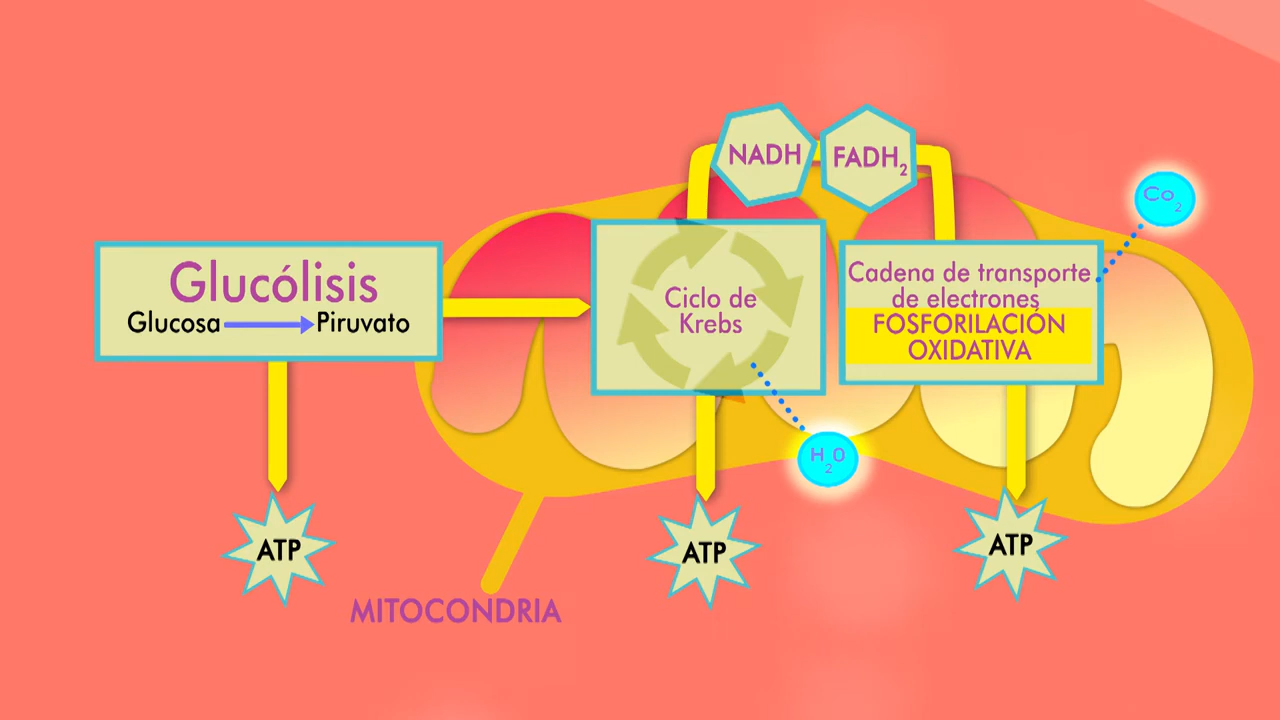 NADH
FADH2
Co2
Glucólisis
Glucosa
Piruvato
Ciclo de
Krebs
Cadena de transporte
de electrones
FOSFORILACIÓN
OXIDATIVA
H2O
ATP
ATP
ATP
MITOCONDRIA